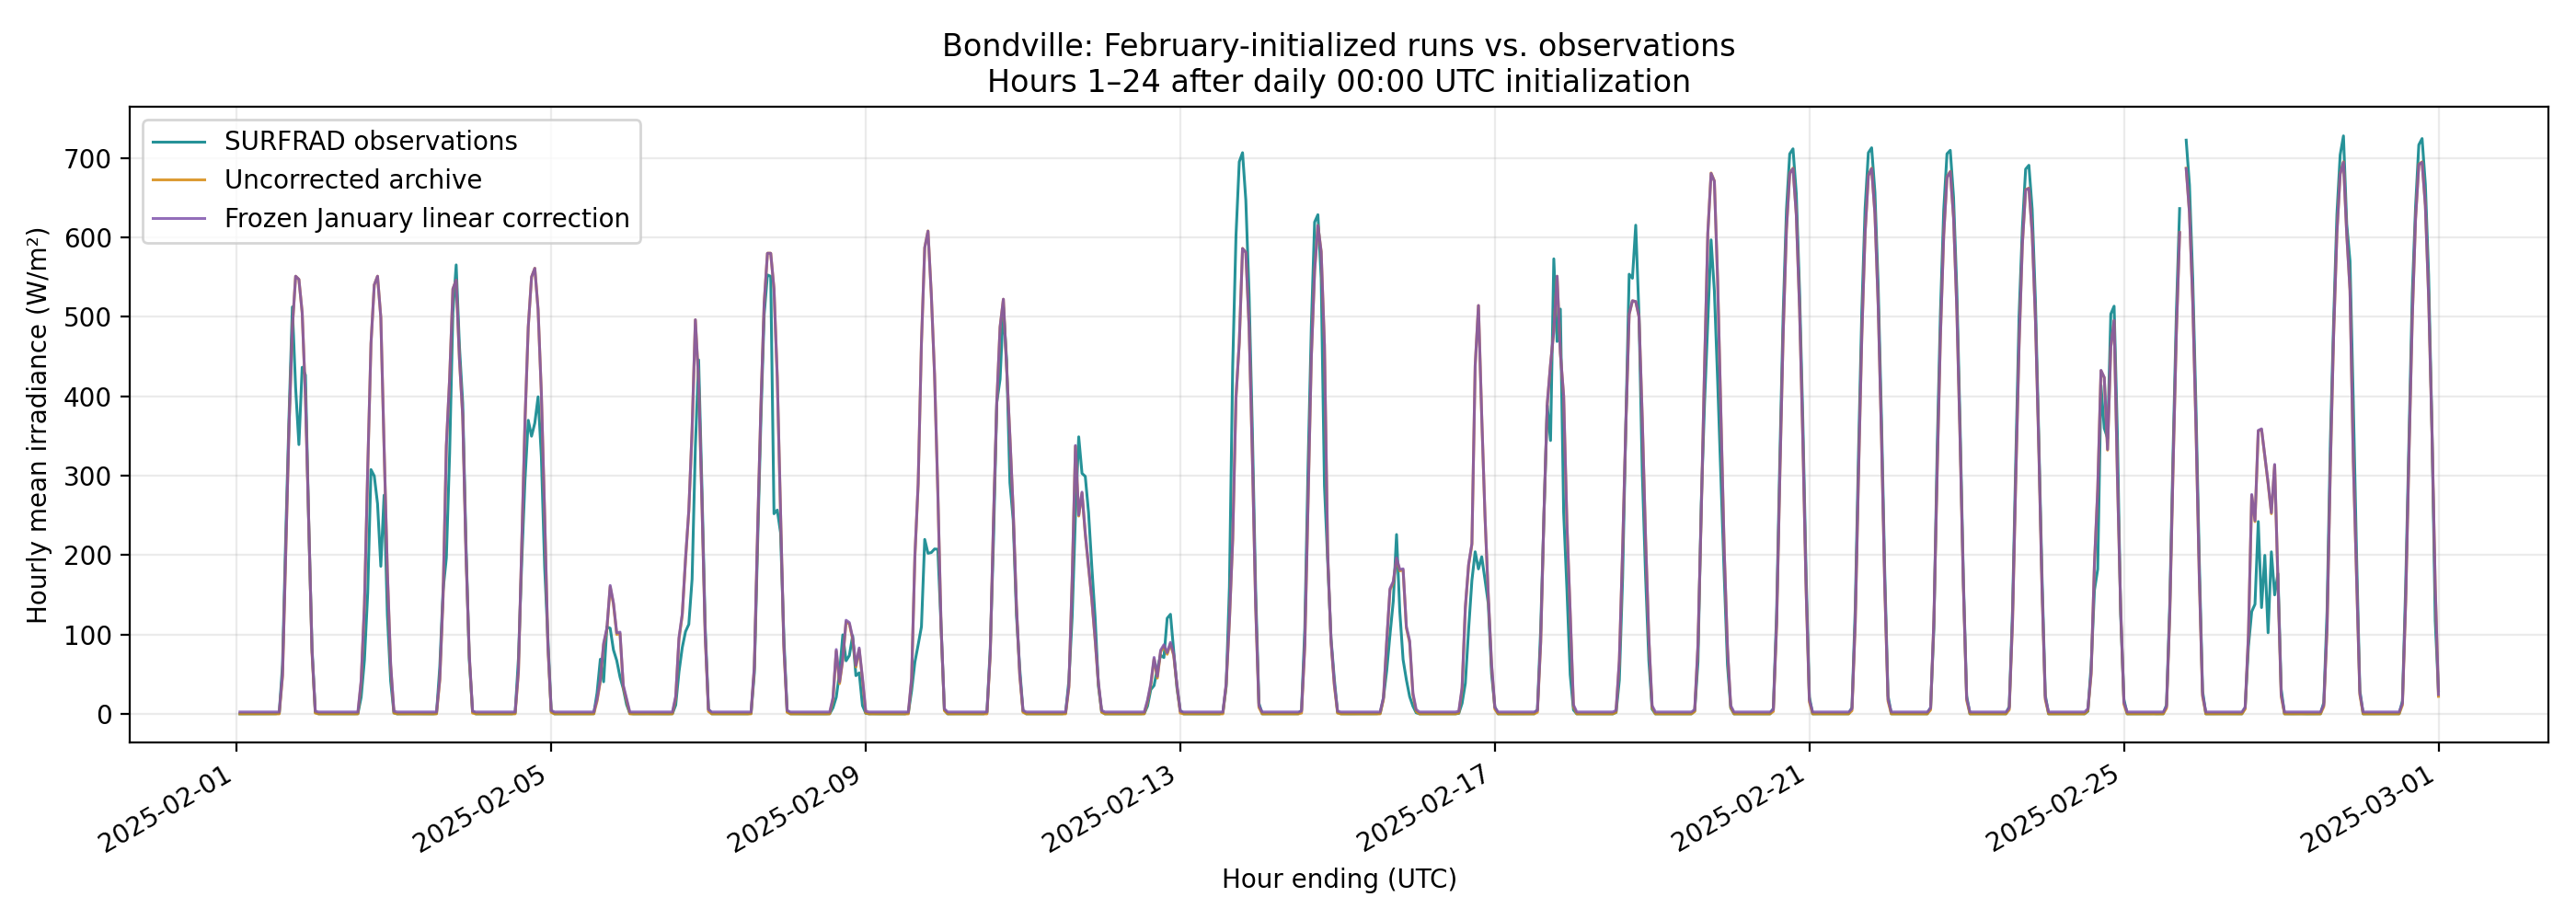 Bondville: February-initialized runs vs. observations
Hours 1–24 after daily 00:00 UTC initialization
SURFRAD observations
Uncorrected archive
Frozen January linear correction
Hourly mean irradiance (W/m²)
700
600
500
400
300
200
100
0
2025-02-01
2025-02-05
2025-02-09
2025-02-13
2025-02-17
2025-02-21
2025-02-25
2025-03-01
Hour ending (UTC)